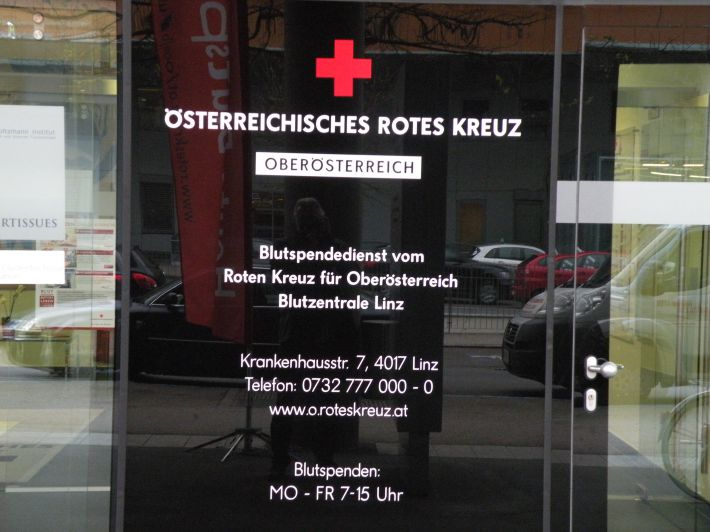 ÖSTERREICHISCHES ROTES KREUZ
OBERÖSTERREICH
Blutspendedienst vom
Roten Kreuz für Oberösterreich
Blutzentrale Linz
Krankenhausstr. 7, 4017 Linz
Telefon: 0732 777 000 - 0
www.o.roteskreuz.at
Blutspenden:
MO - FR 7-15 Uhr